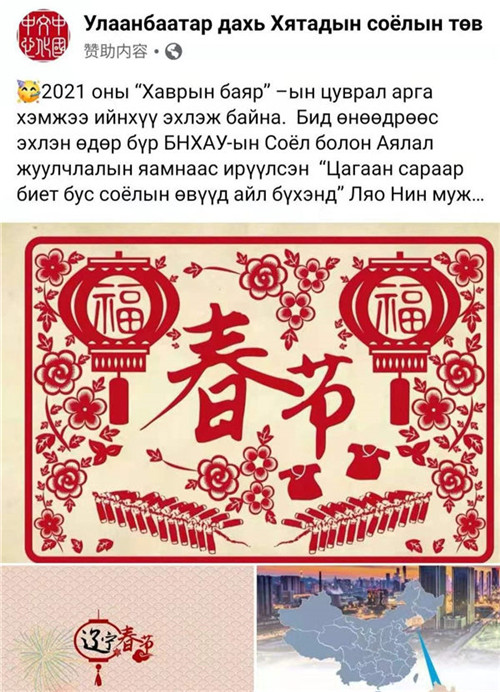 Улаанбаатар дахь Хятадын соёлын төв
赞助内容 ·
2021 оны “Хаврын баяр” –ын цуврал арга
хэмжээ ийнхүү эхлэж байна. Бид өнөөдрөөс
эхлэн өдөр бүр БНХАУ-ын Соёл болон Аялал
жуулчлалын яамнаас ирүүлсэн “Цагаан сараар
биет бус соёлын өвүүд айл бүхэнд” Ляо Нин муж...
福
福
春节
辽宁春节